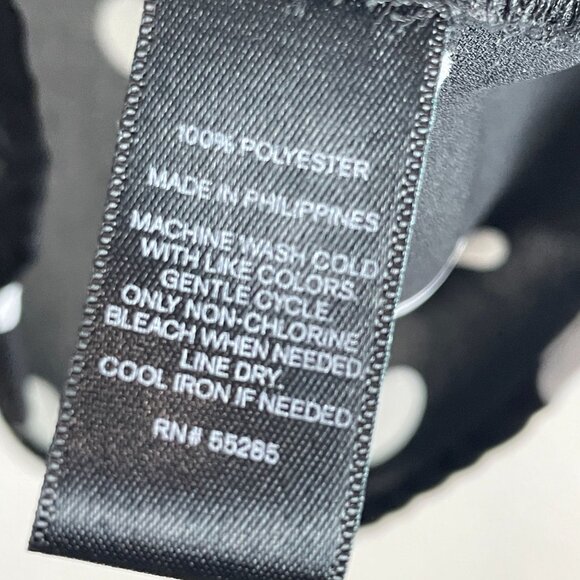 100% POLYESTER
MADE IN PHILIPPINES
MACHINE WASH COLD
WITH LIKE COLORS.
GENTLE CYCLE.
ONLY NON-CHLORINE
BLEACH WHEN NEEDED.
LINE DRY.
COOL IRON IF NEEDED
RN# 55285